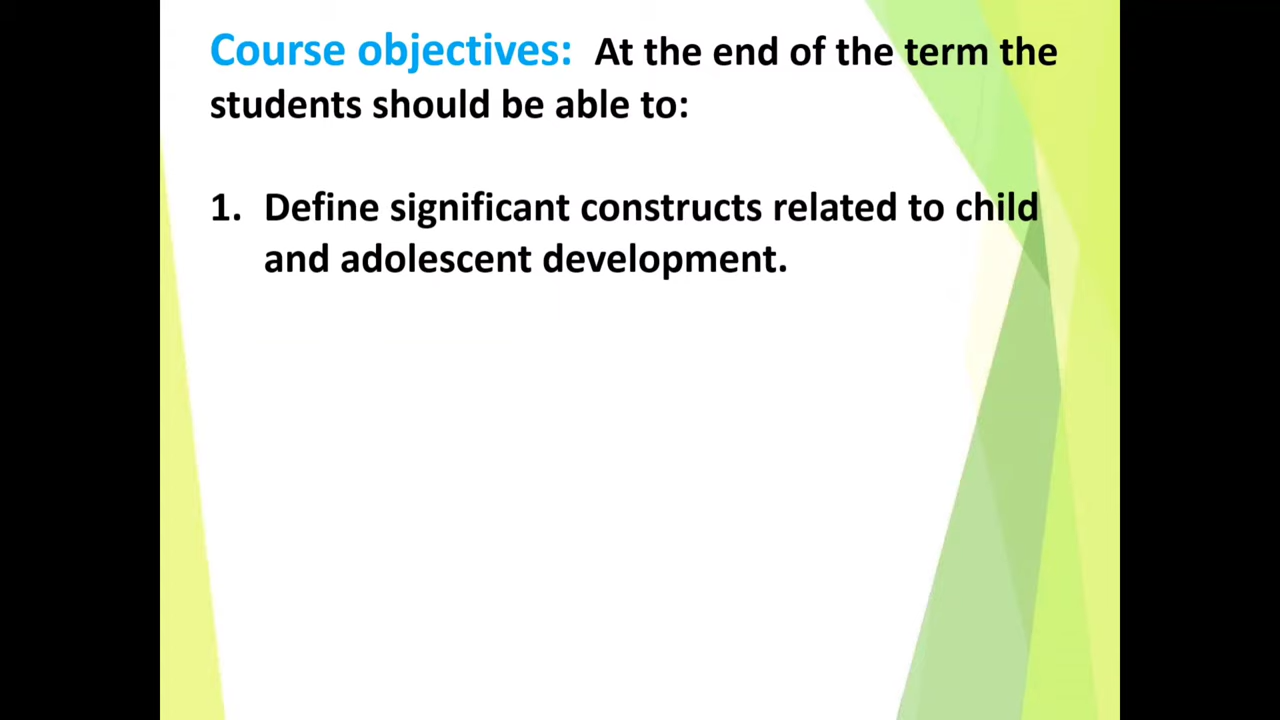 Course objectives: At the end of the term the
students should be able to:
1. Define significant constructs related to child
and adolescent development.